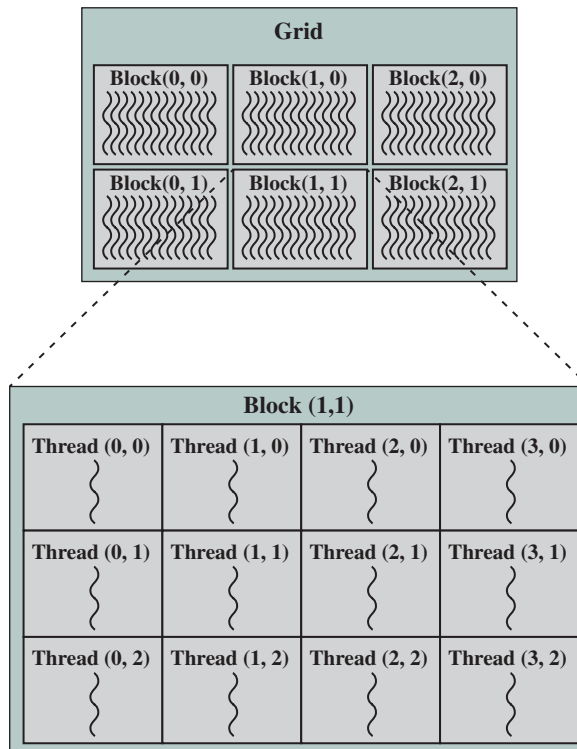 Grid
Block(0, 0) Block(1, 0) Block(2, 0)
Block(0, 1) Block(1, 1) Block(2, 1)
Block (1,1)
Thread (0, 0) Thread (1, 0) Thread (2, 0) Thread (3, 0)
Thread (0, 1) Thread (1, 1) Thread (2, 1) Thread (3, 1)
Thread (0, 2) Thread (1, 2) Thread (2, 2) Thread (3, 2)